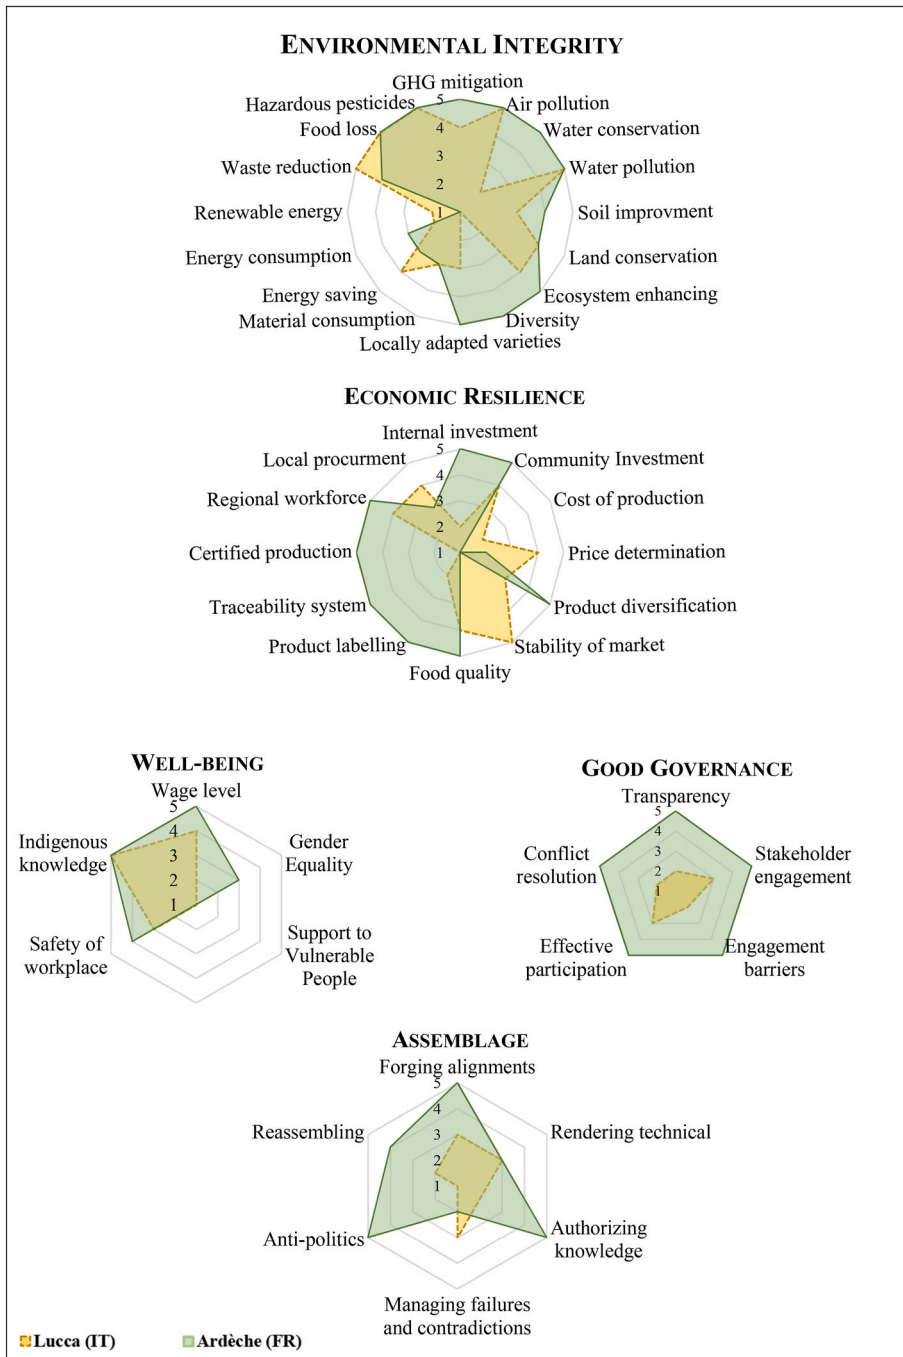 ENVIRONMENTAL INTEGRITY
GHG mitigation
Hazardous pesticides
5
Air pollution
Food loss
4
Water conservation
3
Waste reduction
Water pollution
2
Renewable energy
1
Soil improvment
Energy consumption
Land conservation
Energy saving
Ecosystem enhancing
Material consumption
Diversity
Locally adapted varieties
ECONOMIC RESILIENCE
Internal investment
5
Local procurment
Community Investment
4
Regional workforce
3
Cost of production
2
Certified production
1
Price determination
Traceability system
Product diversification
Product labelling
Stability of market
Food quality
WELL-BEING
Wage level
5
4
Indigenous
knowledge
3
Gender
Equality
2
1
Safety of
workplace
Support to
Vulnerable
People
GOOD GOVERNANCE
Transparency
5
4
3
Conflict
resolution
2
Stakeholder
engagement
1
Effective
participation
Engagement
barriers
ASSEMBLAGE
Forging alignments
5
4
Reassembling
3
Rendering technical
2
1
Anti-politics
Authorizing
knowledge
Managing failures
and contradictions
Lucca (IT)
Ardèche (FR)